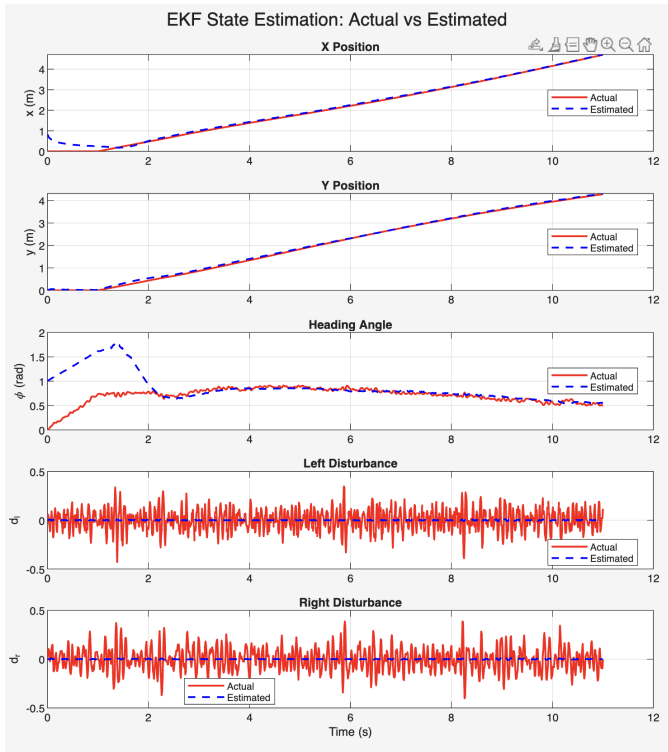 EKF State Estimation: Actual vs Estimated
X Position
x (m)
4
3
2
1
0
0 2 4 6 8 10 12
Actual
Estimated
Y Position
y (m)
4
3
2
1
0
0 2 4 6 8 10 12
Actual
Estimated
Heading Angle
ϕ (rad)
2
1.5
1
0.5
0
0 2 4 6 8 10 12
Actual
Estimated
Left Disturbance
d_l
0.5
0
-0.5
0 2 4 6 8 10 12
Actual
Estimated
Right Disturbance
d_r
0.5
0
-0.5
0 2 4 6 8 10 12
Actual
Estimated
Time (s)